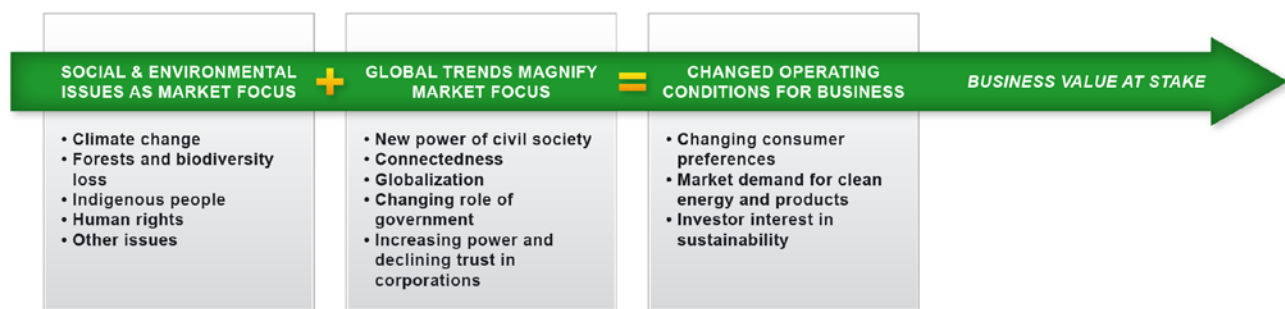 SOCIAL & ENVIRONMENTAL
ISSUES AS MARKET FOCUS
+
GLOBAL TRENDS MAGNIFY
MARKET FOCUS
=
CHANGED OPERATING
CONDITIONS FOR BUSINESS
BUSINESS VALUE AT STAKE
• Climate change
• Forests and biodiversity
loss
• Indigenous people
• Human rights
• Other issues
• New power of civil society
• Connectedness
• Globalization
• Changing role of
government
• Increasing power and
declining trust in
corporations
• Changing consumer
preferences
• Market demand for clean
energy and products
• Investor interest in
sustainability